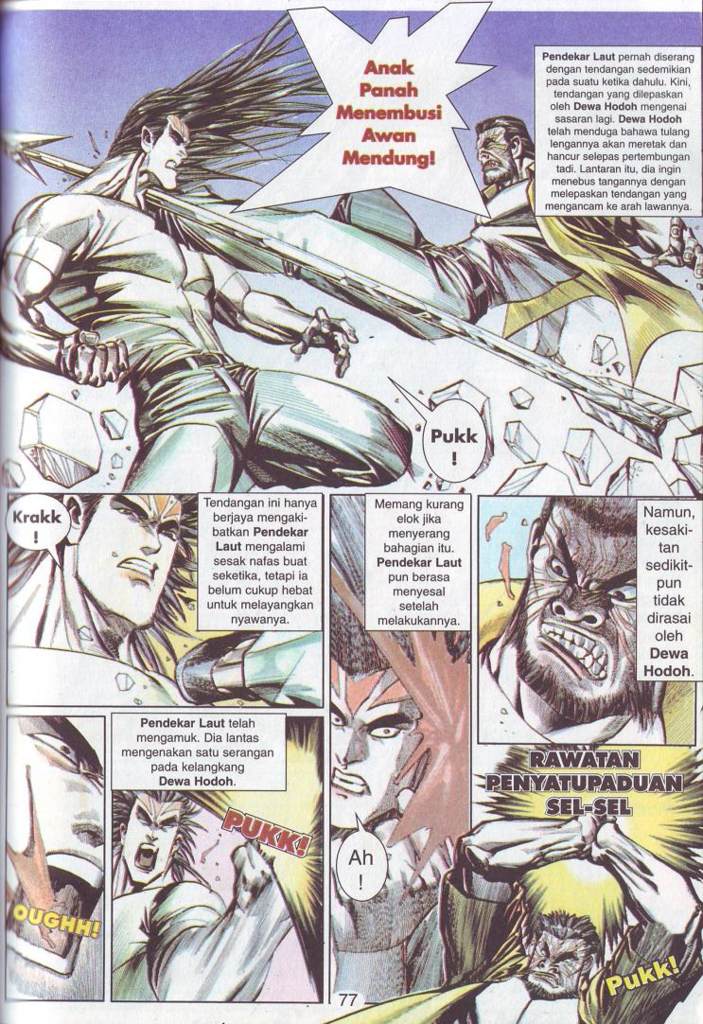 Anak
Panah
Menembusi
Awan
Mendung!
Pendekar Laut pernah diserang
dengan tendangan sedemikian
pada suatu ketika dahulu. Kini,
tendangan yang dilepaskan
oleh Dewa Hodoh mengenai
sasaran lagi. Dewa Hodoh
telah menduga bahawa tulang
lengannya akan meretak dan
hancur selepas pertembungan
tadi. Lantaran itu, dia ingin
menebus tangannya dengan
melepaskan tendangan yang
mengancam ke arah lawannya.
Pukk
!
Krakk
!
Tendangan ini hanya
berjaya mengaki-
batkan Pendekar
Laut mengalami
sesak nafas buat
seketika, tetapi ia
belum cukup hebat
untuk melayangkan
nyawanya.
Memang kurang
elok jika
menyerang
bahagian itu.
Pendekar Laut
pun berasa
menyesal
setelah
melakukannya.
Namun,
kesaki-
tan
sedikit-
pun
tidak
dirasai
oleh
Dewa
Hodoh.
Pendekar Laut telah
mengamuk. Dia lantas
mengenakan satu serangan
pada kelangkang
Dewa Hodoh.
OUGHH!
PUKK!
Ah
!
RAWATAN
PENYATUPADUAN
SEL-SEL
Pukk!
77